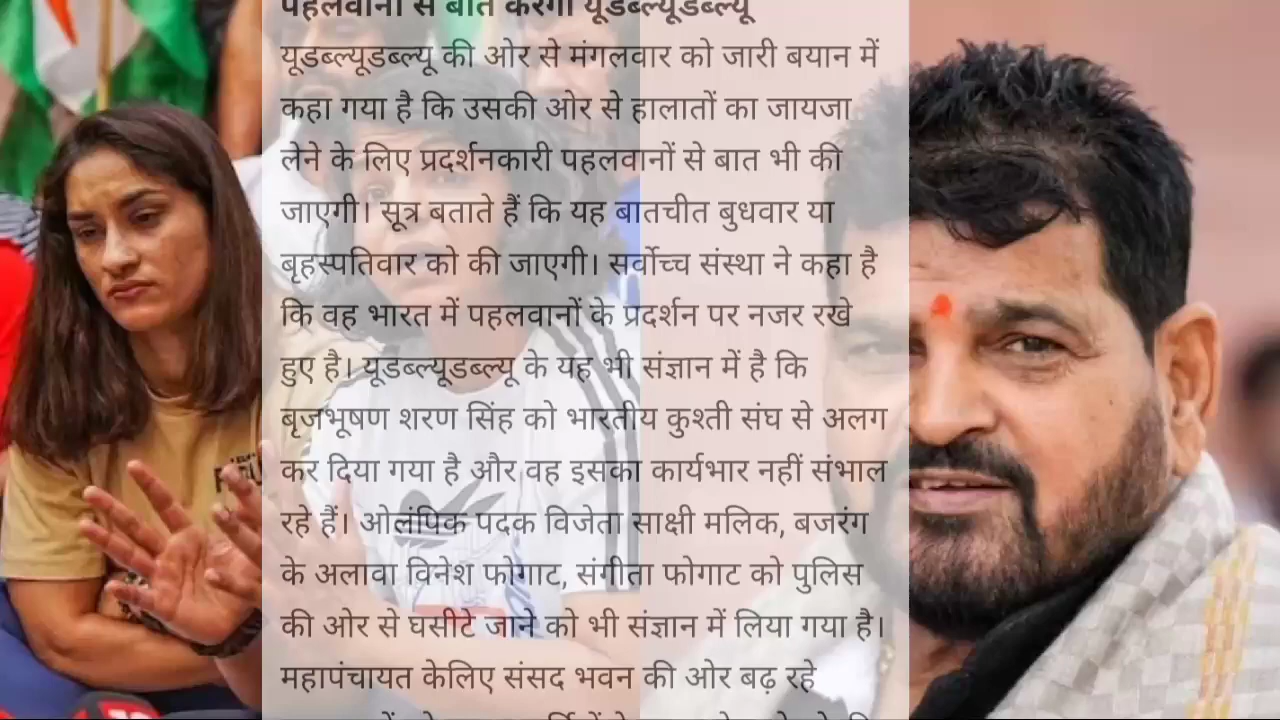 पहलवानों से बात करेगा यूडब्ल्यूडब्ल्यू
यूडब्ल्यूडब्ल्यू की ओर से मंगलवार को जारी बयान में
कहा गया है कि उसकी ओर से हालातों का जायजा
लेने के लिए प्रदर्शनकारी पहलवानों से बात भी की
जाएगी। सूत्र बताते हैं कि यह बातचीत बुधवार या
बृहस्पतिवार को की जाएगी। सर्वोच्च संस्था ने कहा है
कि वह भारत में पहलवानों के प्रदर्शन पर नजर रखे
हुए है। यूडब्ल्यूडब्ल्यू के यह भी संज्ञान में है कि
बृजभूषण शरण सिंह को भारतीय कुश्ती संघ से अलग
कर दिया गया है और वह इसका कार्यभार नहीं संभाल
रहे हैं। ओलंपिक पदक विजेता साक्षी मलिक, बजरंग
के अलावा विनेश फोगाट, संगीता फोगाट को पुलिस
की ओर से घसीटे जाने को भी संज्ञान में लिया गया है।
महापंचायत केलिए संसद भवन की ओर बढ़ रहे